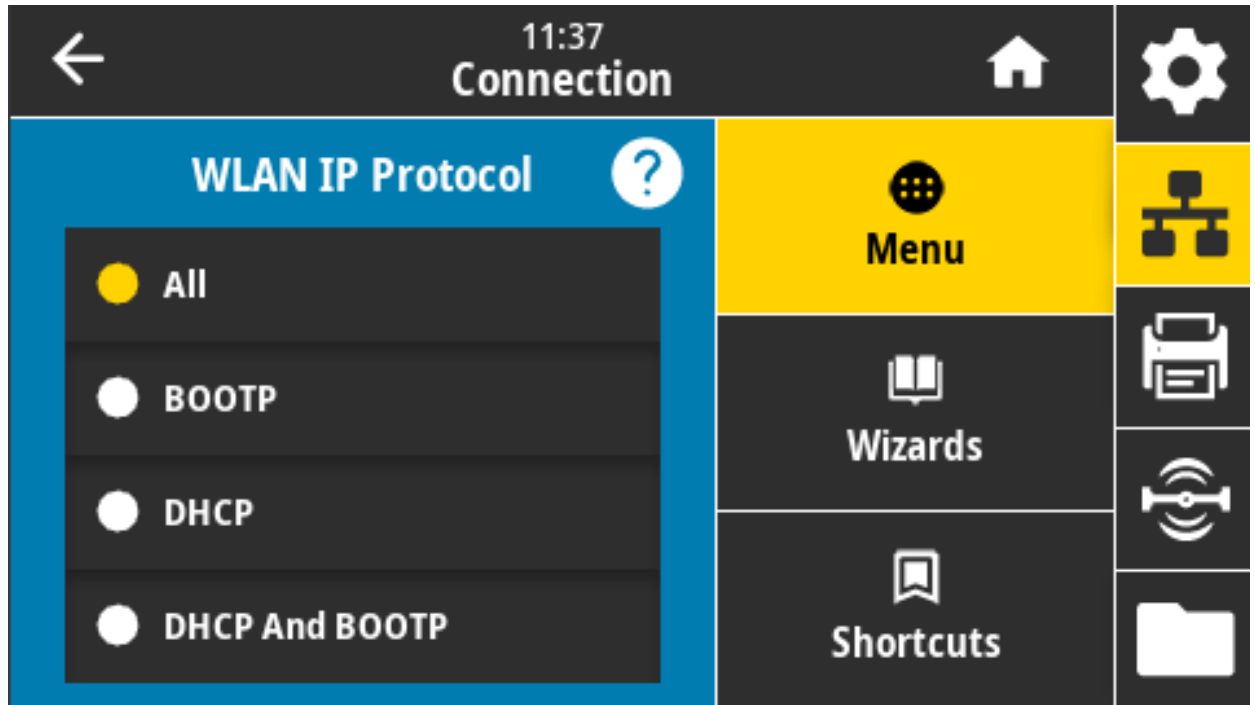 11:37
Connection
WLAN IP Protocol
?
All
BOOTP
DHCP
DHCP And BOOTP
Menu
Wizards
Shortcuts